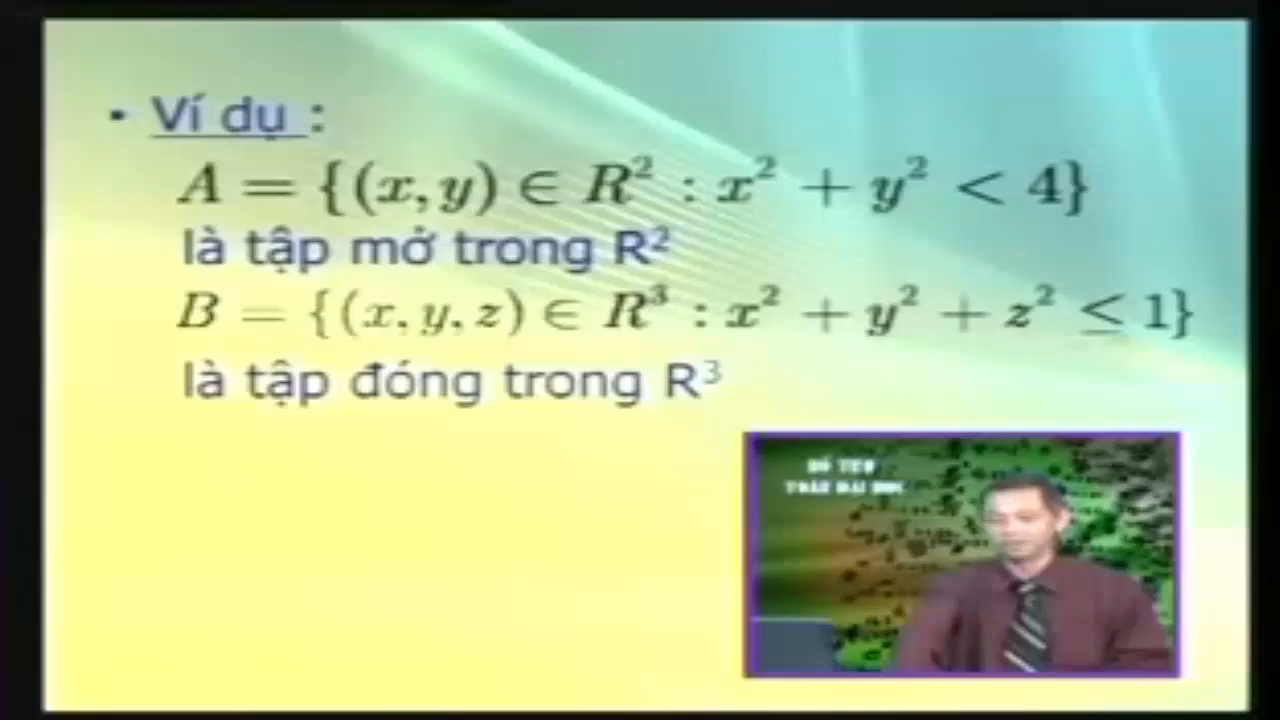 • Ví dụ :
A = {(x, y) ∈ R² : x² + y² < 4}
là tập mở trong R²
B = {(x, y, z) ∈ R³ : x² + y² + z² ≤ 1}
là tập đóng trong R³